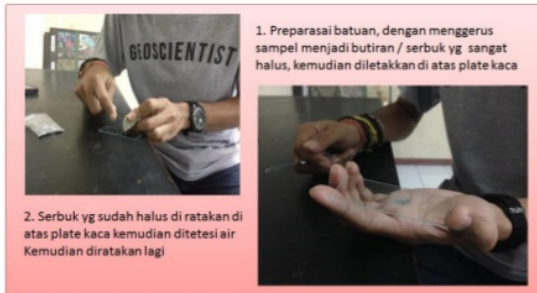 GEOSCIENTIST
1. Preparasai batuan, dengan menggerus
sampel menjadi butiran / serbuk yg sangat
halus, kemudian diletakkan di atas plate kaca
2. Serbuk yg sudah halus di ratakan di
atas plate kaca kemudian ditetesi air
Kemudian diratakan lagi